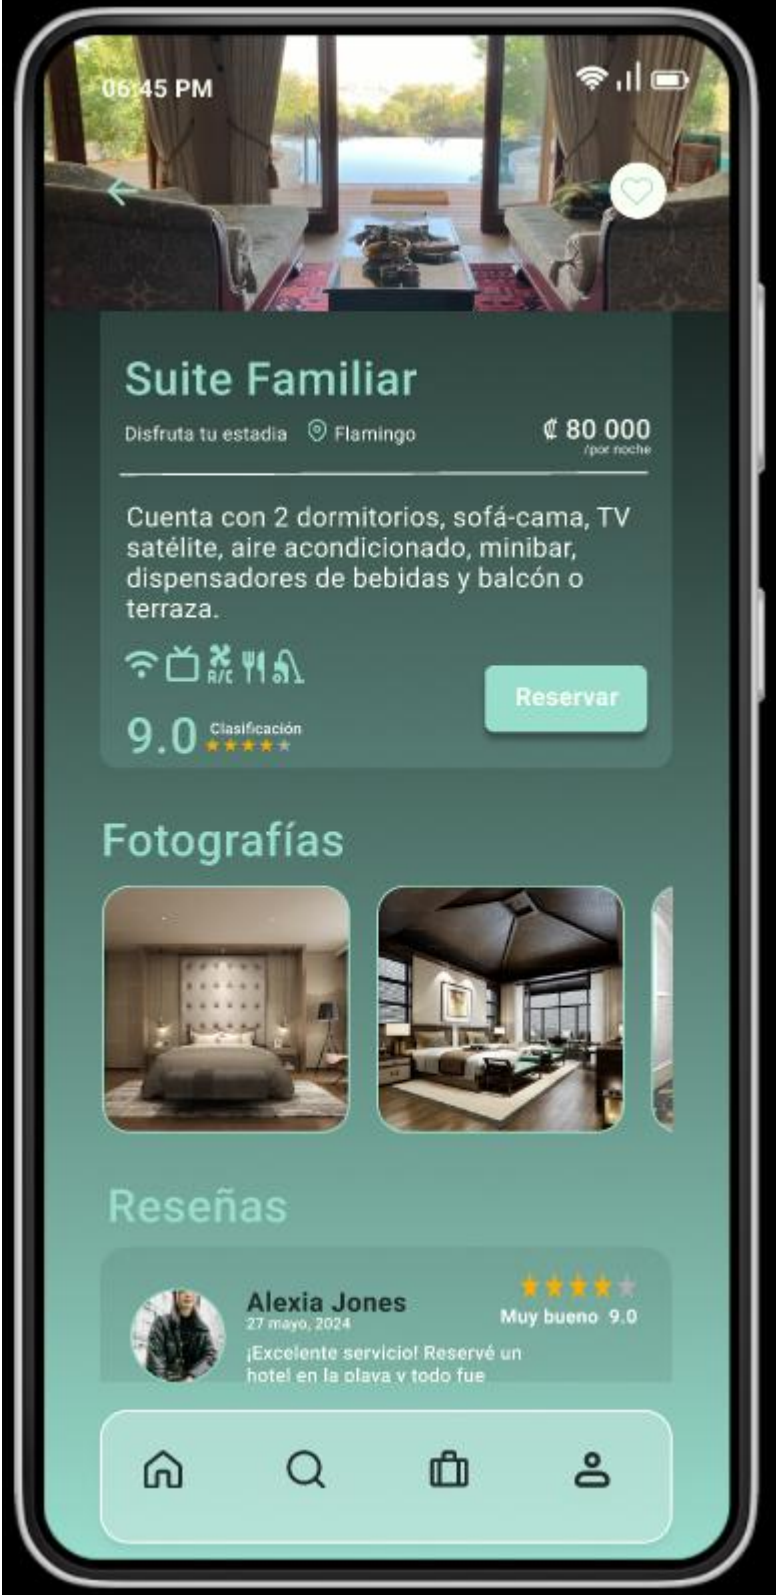 06:45 PM
Suite Familiar
Disfruta tu estadia Flamingo
₡ 80 000
/por noche
Cuenta con 2 dormitorios, sofá-cama, TV
satélite, aire acondicionado, minibar,
dispensadores de bebidas y balcón o
terraza.
A/C
Reservar
9.0 Clasificación
Fotografías
Reseñas
Alexia Jones
27 mayo, 2024
Muy bueno 9.0
¡Excelente servicio! Reservé un
hotel en la playa y todo fue